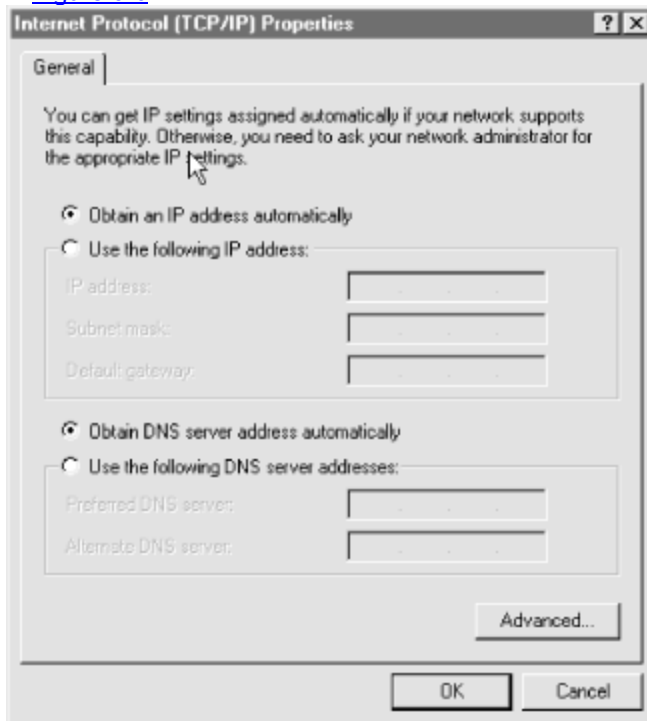 Internet Protocol (TCP/IP) Properties
General
You can get IP settings assigned automatically if your network supports
this capability. Otherwise, you need to ask your network administrator for
the appropriate IP settings.
Obtain an IP address automatically
Use the following IP address:
IP address:
Subnet mask:
Default gateway:
Obtain DNS server address automatically
Use the following DNS server addresses:
Preferred DNS server:
Alternate DNS server:
Advanced...
OK
Cancel